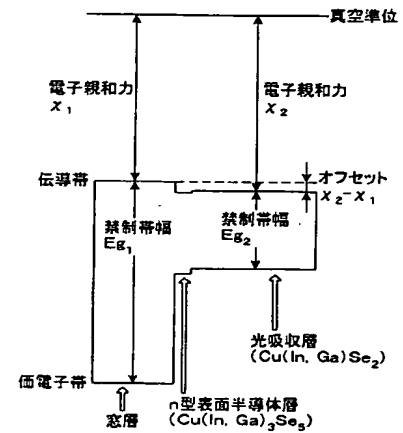 真空準位
電子親和力
χ₁
電子親和力
χ₂
伝導帯
オフセット
χ₂−χ₁
禁制帯幅
Eg₁
禁制帯幅
Eg₂
光吸収層
(Cu(In, Ga)Se₂)
価電子帯
n型表面半導体層
(Cu(In, Ga)₃Se₅)
窓層